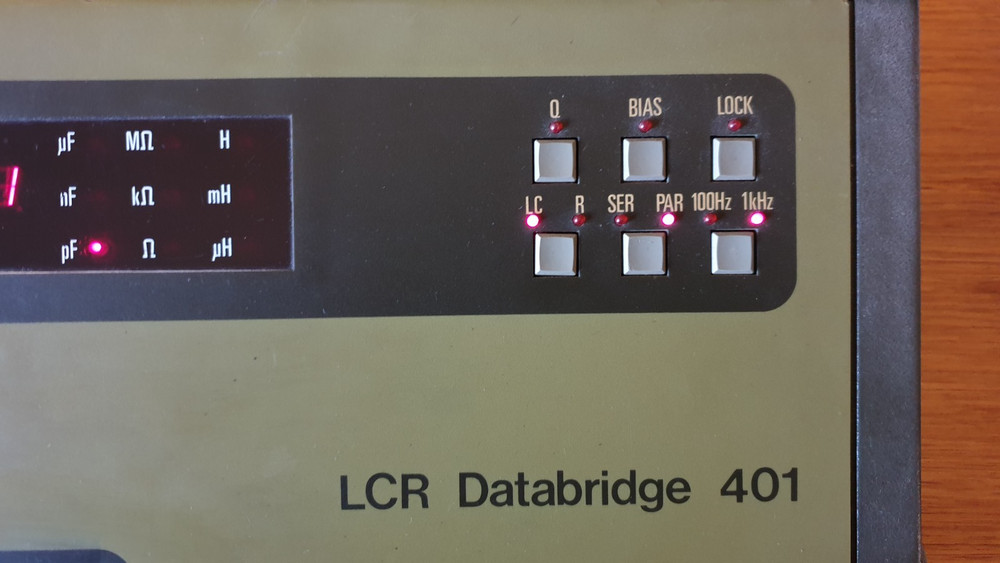 Q BIAS LOCK
µF MΩ H
nF kΩ mH
LC R SER PAR 100Hz 1kHz
pF Ω µH
LCR Databridge 401